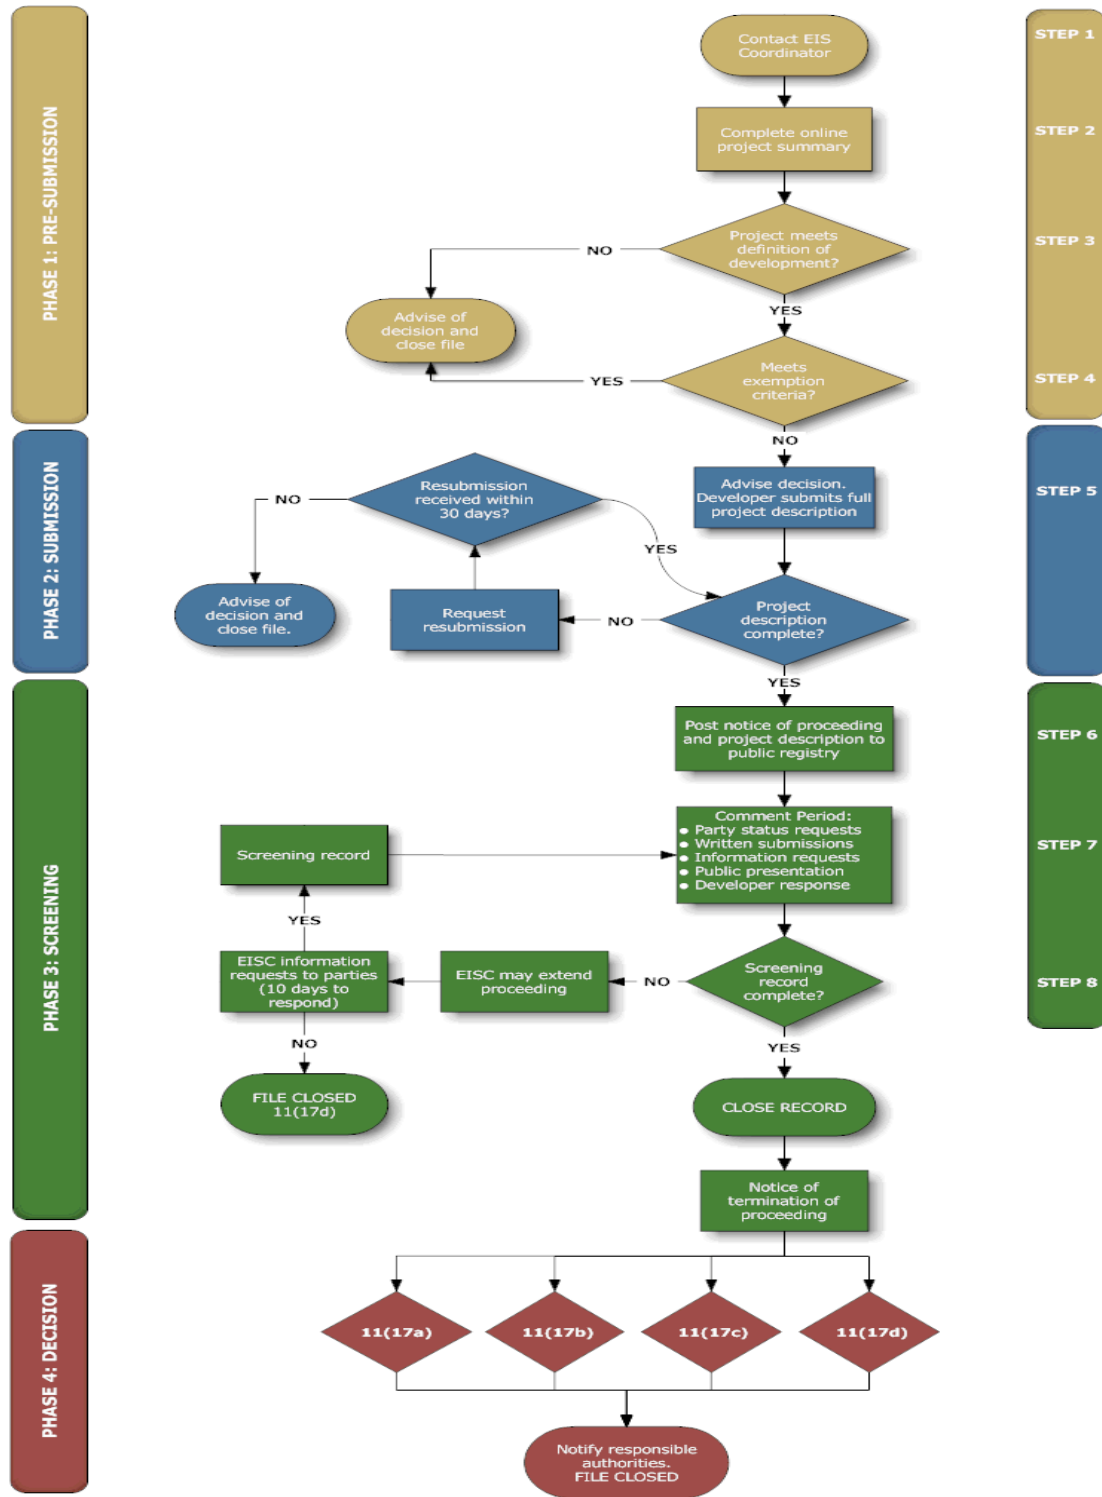 PHASE 1: PRE-SUBMISSION
Contact EIS
Coordinator
STEP 1
Complete online
project summary
STEP 2
Project meets
definition of
development?
STEP 3
NO
YES
Advise of
decision and
close file
Meets
exemption
criteria?
STEP 4
YES
NO
PHASE 2: SUBMISSION
Resubmission
received within
30 days?
NO
YES
Advise decision.
Developer submits full
project description
STEP 5
Advise of
decision and
close file.
Request
resubmission
NO
Project
description
complete?
YES
PHASE 3: SCREENING
Post notice of proceeding
and project description to
public registry
STEP 6
Screening record
Comment Period:
● Party status requests
● Written submissions
● Information requests
● Public presentation
● Developer response
STEP 7
YES
EISC information
requests to parties
(10 days to
respond)
EISC may extend
proceeding
NO
Screening
record
complete?
STEP 8
NO
YES
FILE CLOSED
11(17d)
CLOSE RECORD
Notice of
termination of
proceeding
PHASE 4: DECISION
11(17a)
11(17b)
11(17c)
11(17d)
Notify responsible
authorities.
FILE CLOSED